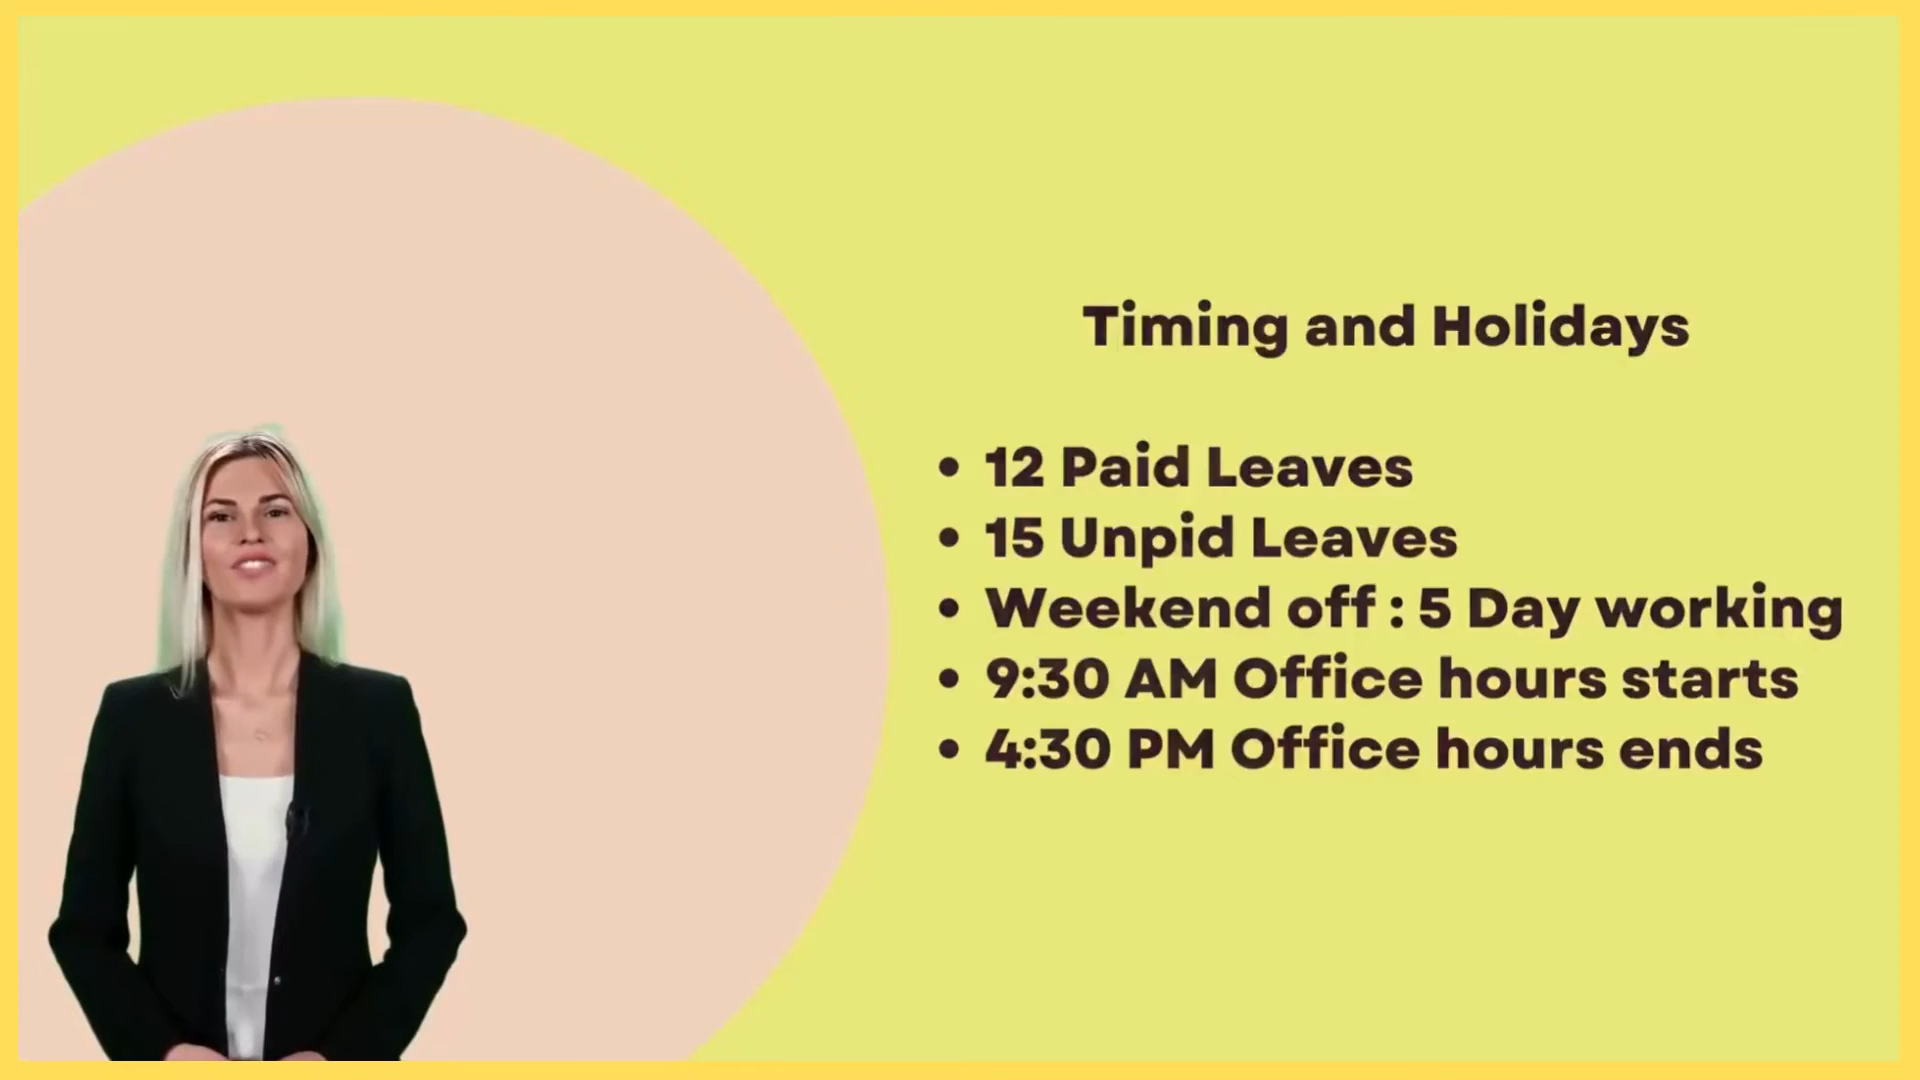 Timing and Holidays
• 12 Paid Leaves
• 15 Unpid Leaves
• Weekend off : 5 Day working
• 9:30 AM Office hours starts
• 4:30 PM Office hours ends